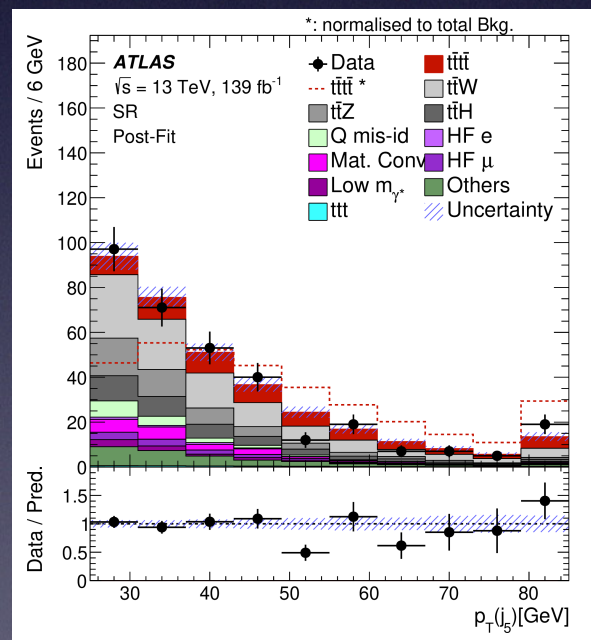 *: normalised to total Bkg.
Events / 6 GeV
180
160
140
120
100
80
60
40
20
0
ATLAS
√s = 13 TeV, 139 fb⁻¹
SR
Post-Fit
Data
tt̄tt̄
tt̄tt̄ *
tt̄W
tt̄Z
tt̄H
Q mis-id
HF e
Mat. Conv
HF μ
Low m_γ*
Others
ttt
Uncertainty
Data / Pred.
1.5
1
0.5
0
30 40 50 60 70 80
p_T(j_5)[GeV]